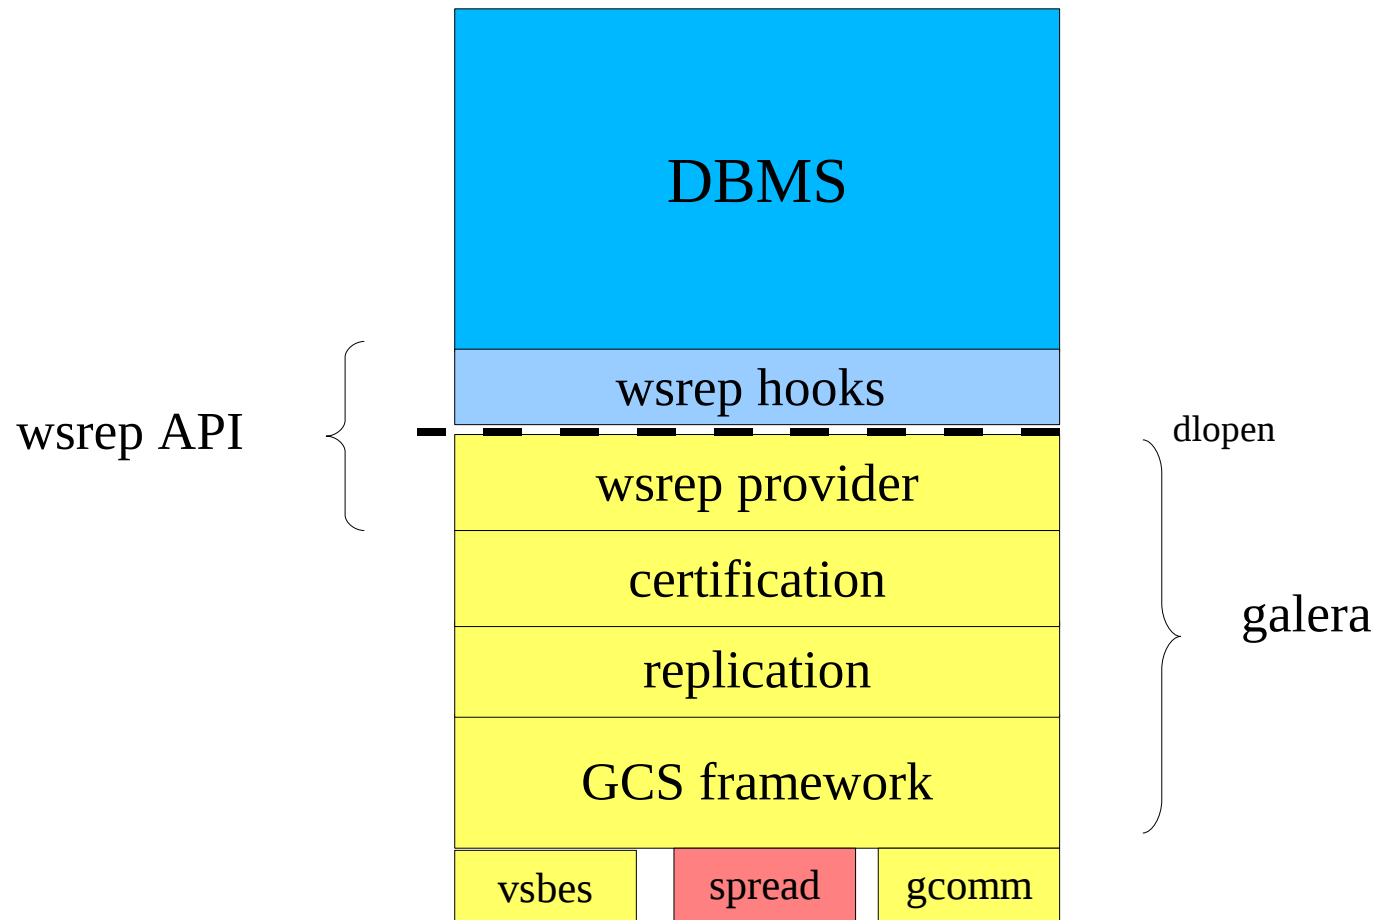 DBMS
wsrep hooks
wsrep API
dlopen
wsrep provider
certification
galera
replication
GCS framework
vsbes
spread
gcomm